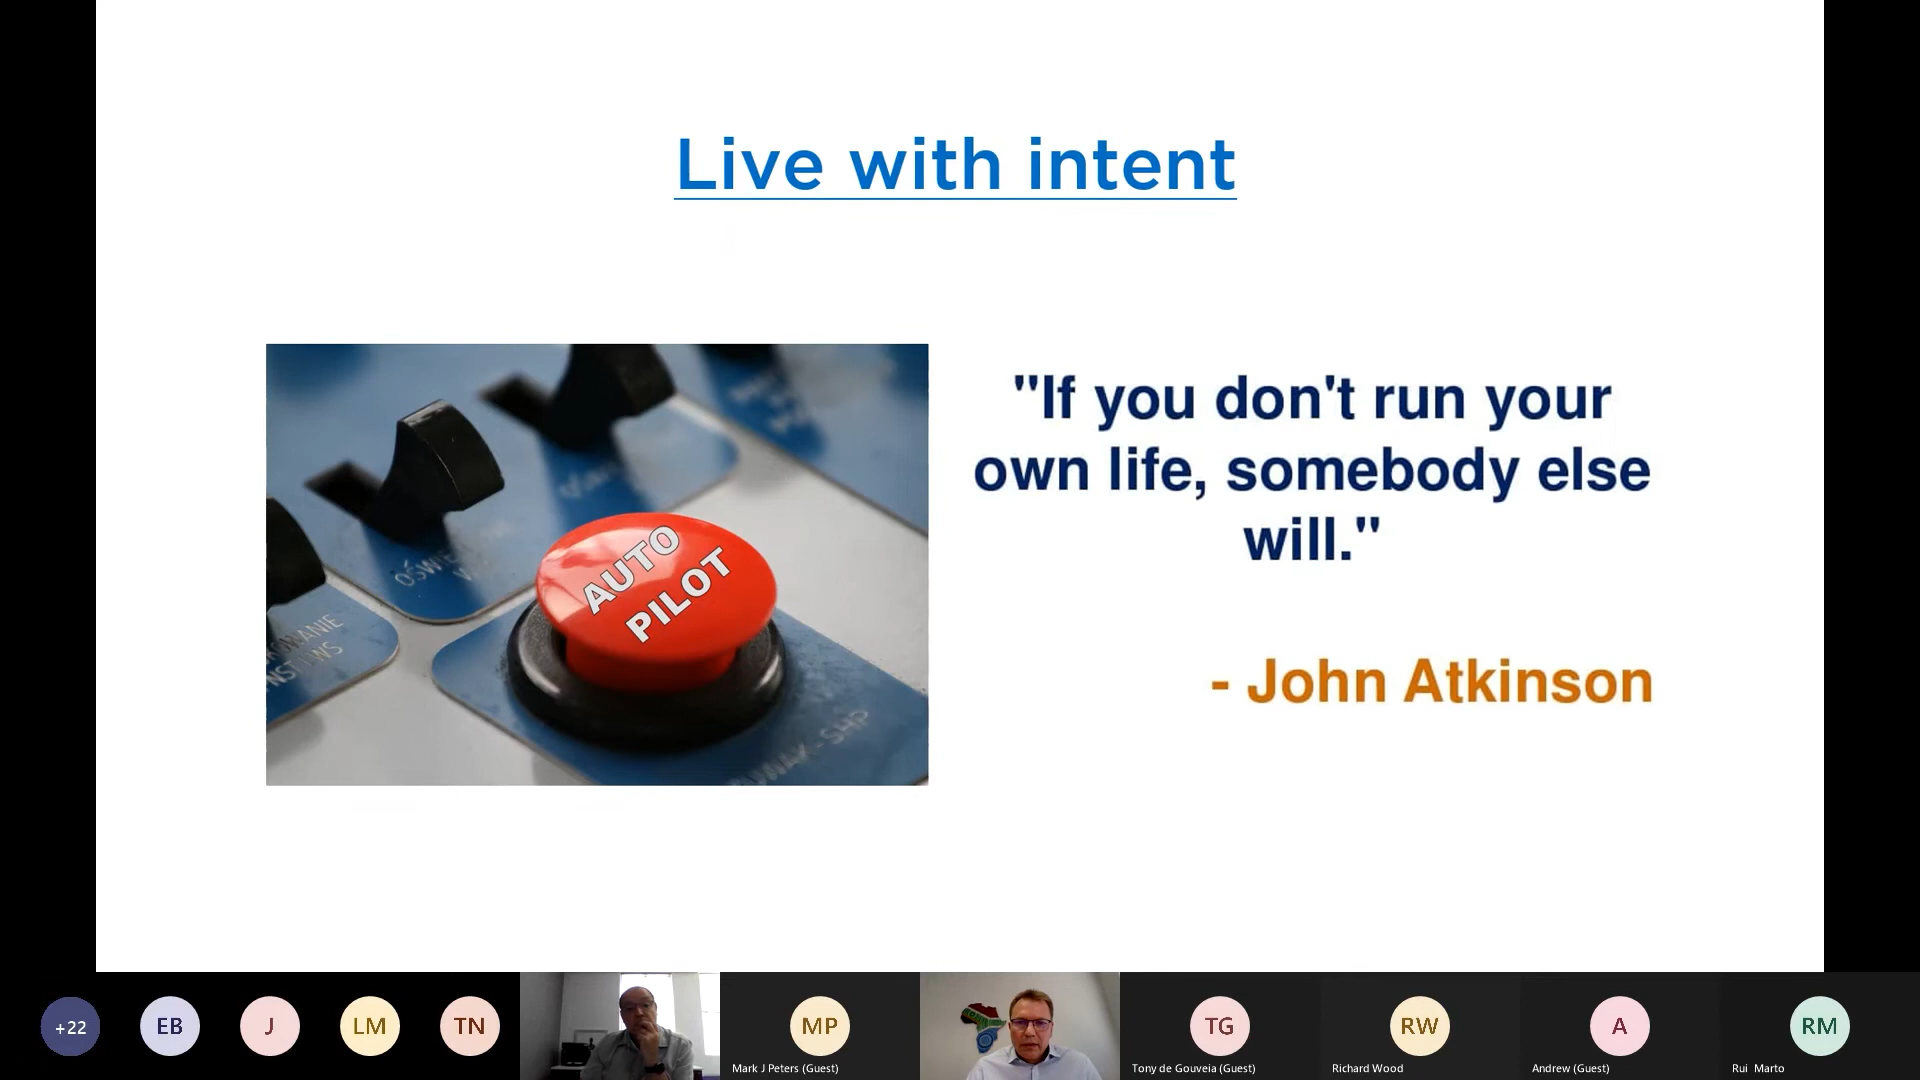 Live with intent
"If you don't run your
own life, somebody else
will."
- John Atkinson
AUTO
PILOT
+22
EB
J
LM
TN
MP
Mark J Peters (Guest)
TG
Tony de Gouveia (Guest)
RW
Richard Wood
A
Andrew (Guest)
RM
Rui Marto